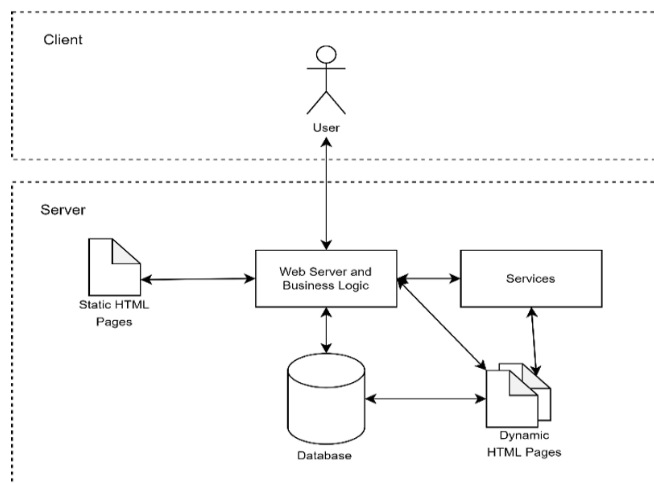 Client
User
Server
Web Server and
Business Logic
Services
Static HTML
Pages
Database
Dynamic
HTML Pages